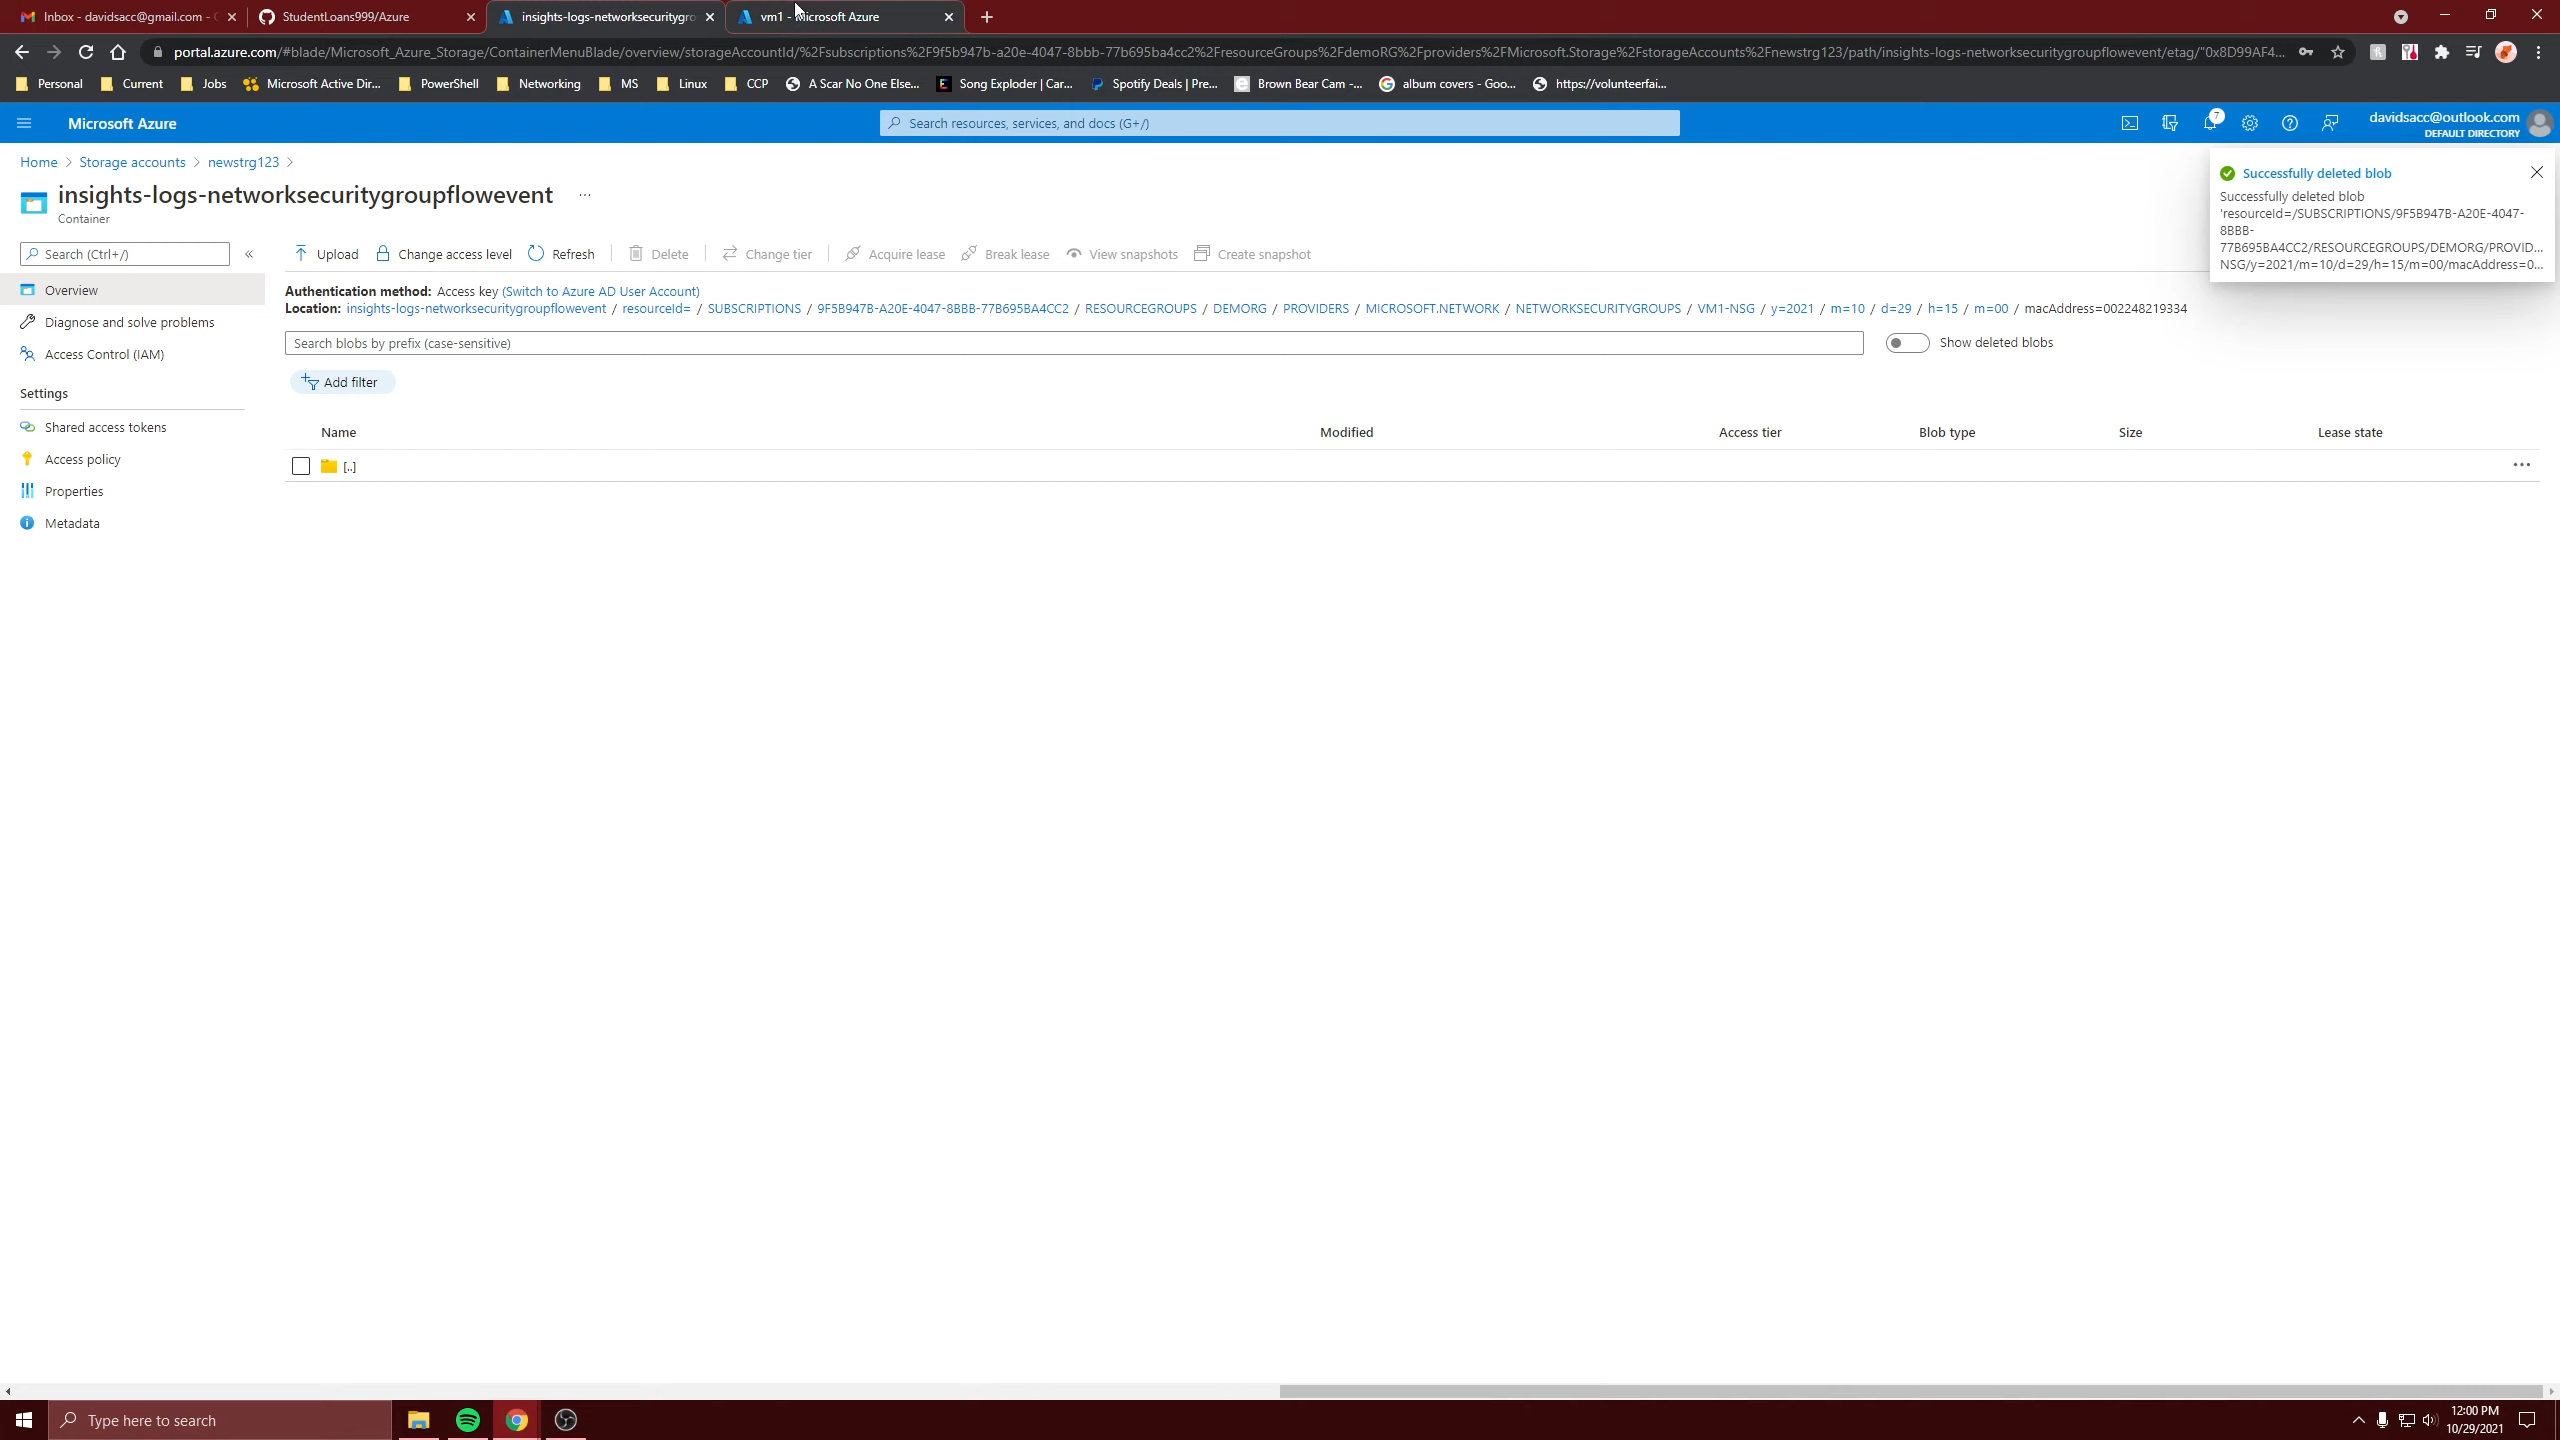 Inbox - davidsacc@gmail.com -
StudentLoans999/Azure
insights-logs-networksecuritygro
vm1 - Microsoft Azure
portal.azure.com/#blade/Microsoft_Azure_Storage/ContainerMenuBlade/overview/storageAccountId/%2Fsubscriptions%2F9f5b947b-a20e-4047-8bbb-77b695ba4cc2%2FresourceGroups%2FdemoRG%2Fproviders%2FMicrosoft.Storage%2FstorageAccounts%2Fnewstrg123/path/insights-logs-networksecuritygroupflowevent/etag/"0x8D99AF4...
Personal
Current
Jobs
Microsoft Active Dir...
PowerShell
Networking
MS
Linux
CCP
A Scar No One Else...
Song Exploder | Car...
Spotify Deals | Pre...
Brown Bear Cam -...
album covers - Goo...
https://volunteerfai...
Microsoft Azure
Search resources, services, and docs (G+/)
7
davidsacc@outlook.com
DEFAULT DIRECTORY
Home > Storage accounts > newstrg123 >
insights-logs-networksecuritygroupflowevent ...
Container
Successfully deleted blob
Successfully deleted blob
'resourceId=/SUBSCRIPTIONS/9F5B947B-A20E-4047-
8BBB-
77B695BA4CC2/RESOURCEGROUPS/DEMORG/PROVID...
NSG/y=2021/m=10/d=29/h=15/m=00/macAddress=0...
Search (Ctrl+/)
«
Overview
Diagnose and solve problems
Access Control (IAM)
Settings
Shared access tokens
Access policy
Properties
Metadata
Upload
Change access level
Refresh
Delete
Change tier
Acquire lease
Break lease
View snapshots
Create snapshot
Authentication method: Access key (Switch to Azure AD User Account)
Location: insights-logs-networksecuritygroupflowevent / resourceId= / SUBSCRIPTIONS / 9F5B947B-A20E-4047-8BBB-77B695BA4CC2 / RESOURCEGROUPS / DEMORG / PROVIDERS / MICROSOFT.NETWORK / NETWORKSECURITYGROUPS / VM1-NSG / y=2021 / m=10 / d=29 / h=15 / m=00 / macAddress=002248219334
Search blobs by prefix (case-sensitive)
Show deleted blobs
Add filter
Name
Modified
Access tier
Blob type
Size
Lease state
[..]
Type here to search
12:00 PM
10/29/2021